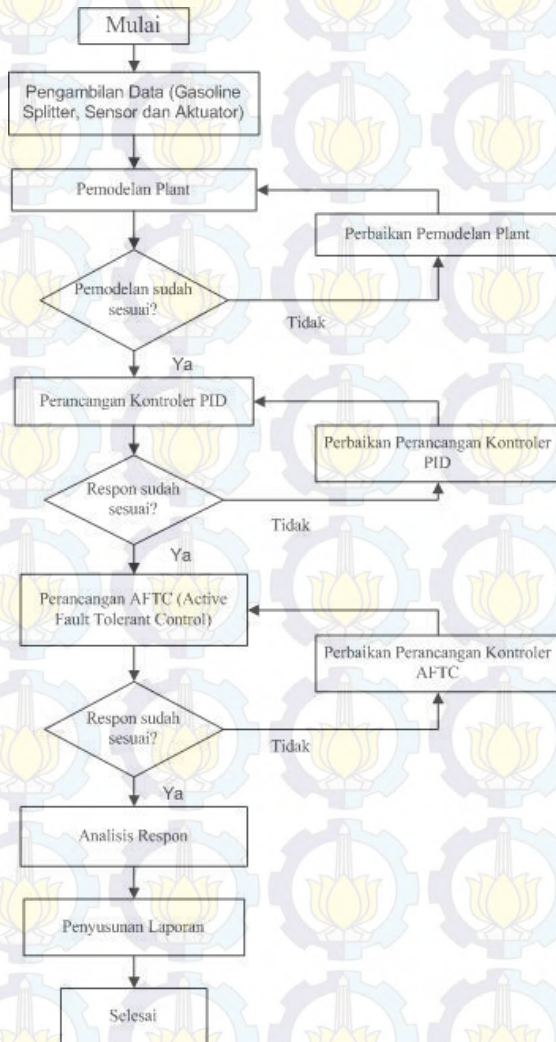 Mulai
Pengambilan Data (Gasoline
Splitter, Sensor dan Aktuator)
Pemodelan Plant
Perbaikan Pemodelan Plant
Pemodelan sudah
sesuai?
Tidak
Ya
Perancangan Kontroler PID
Perbaikan Perancangan Kontroler
PID
Respon sudah
sesuai?
Tidak
Ya
Perancangan AFTC (Active
Fault Tolerant Control)
Perbaikan Perancangan Kontroler
AFTC
Respon sudah
sesuai?
Tidak
Ya
Analisis Respon
Penyusunan Laporan
Selesai